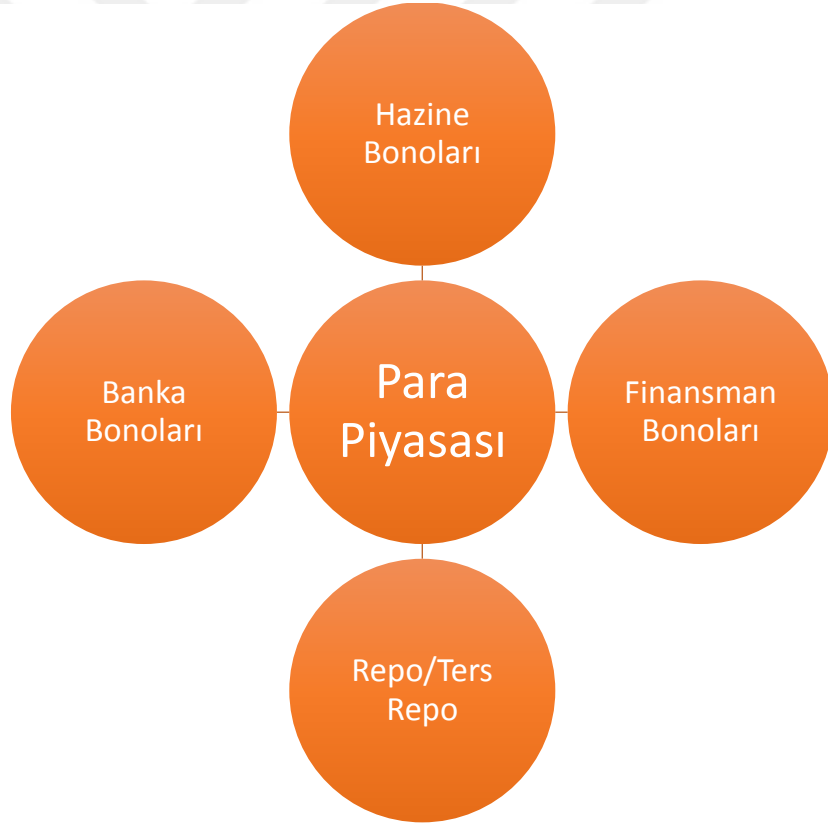 Hazine
Bonoları
Banka
Bonoları
Para
Piyasası
Finansman
Bonoları
Repo/Ters
Repo